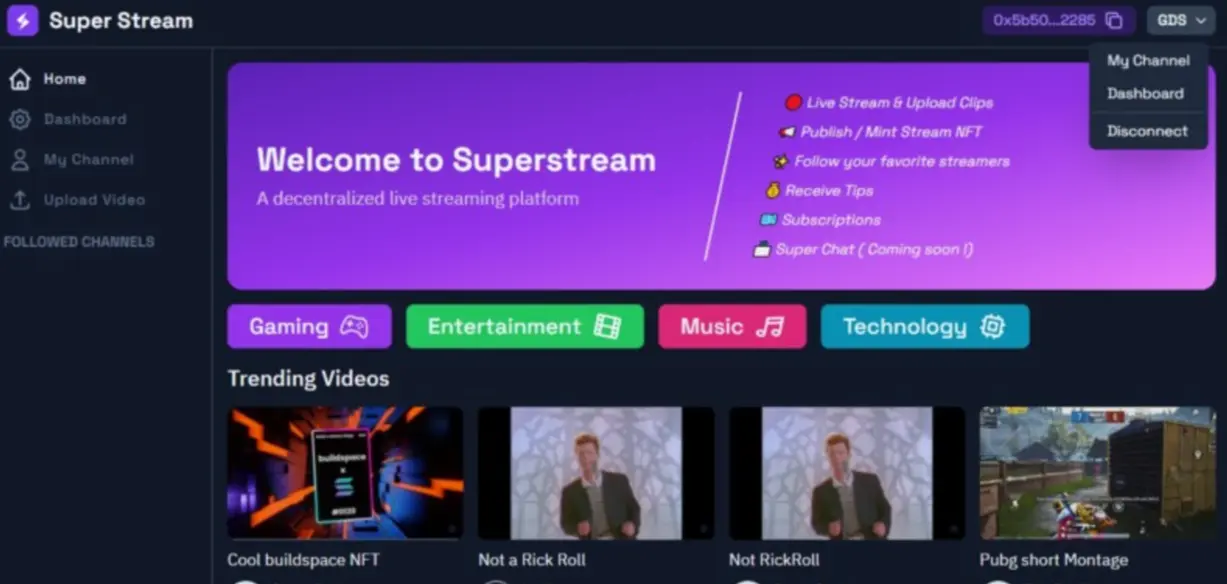 Super Stream
0x5b50...2285
GDS
My Channel
Dashboard
Disconnect
Home
Dashboard
My Channel
Upload Video
FOLLOWED CHANNELS
Welcome to Superstream
A decentralized live streaming platform
Live Stream & Upload Clips
Publish / Mint Stream NFT
Follow your favorite streamers
Receive Tips
Subscriptions
Super Chat ( Coming soon !)
Gaming
Entertainment
Music
Technology
Trending Videos
buildspace
x
Cool buildspace NFT
Not a Rick Roll
Not RickRoll
Pubg short Montage